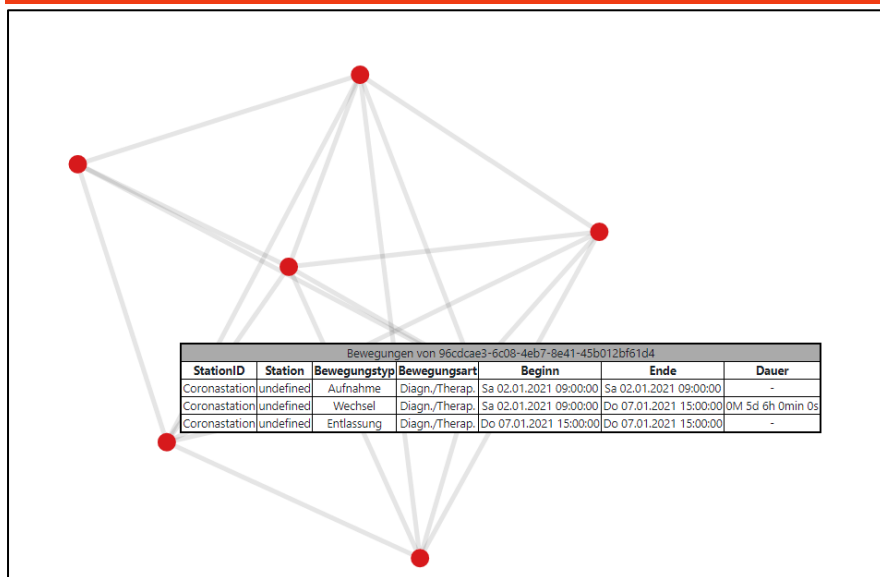 Bewegungen von 96cdcae3-6c08-4eb7-8e41-45b012bf61d4
StationID Station Bewegungstyp Bewegungsart Beginn Ende Dauer
Coronastation undefined Aufnahme Diagn./Therap. Sa 02.01.2021 09:00:00 Sa 02.01.2021 09:00:00 -
Coronastation undefined Wechsel Diagn./Therap. Sa 02.01.2021 09:00:00 Do 07.01.2021 15:00:00 0M 5d 6h 0min 0s
Coronastation undefined Entlassung Diagn./Therap. Do 07.01.2021 15:00:00 Do 07.01.2021 15:00:00 -